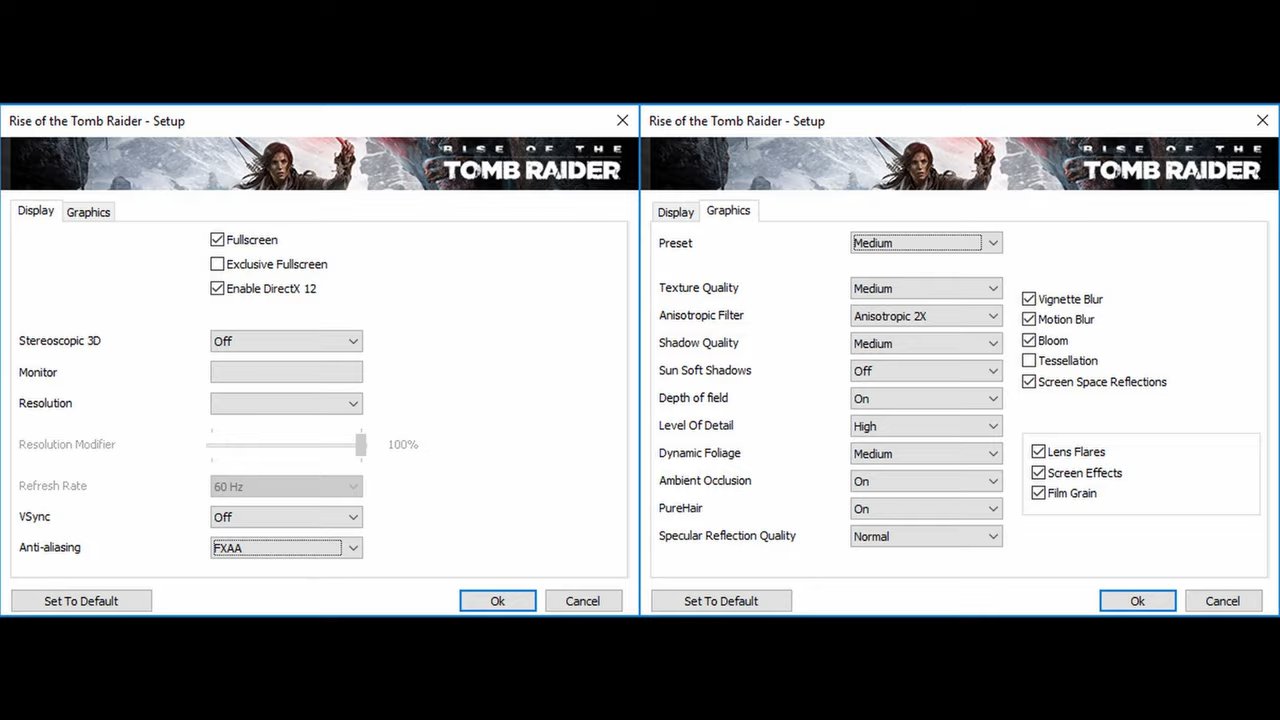 Rise of the Tomb Raider - Setup
RISE OF THE
TOMB RAIDER
Display
Graphics
Fullscreen
Exclusive Fullscreen
Enable DirectX 12
Stereoscopic 3D
Off
Monitor
Resolution
Resolution Modifier
100%
Refresh Rate
60 Hz
VSync
Off
Anti-aliasing
FXAA
Set To Default
Ok
Cancel
Rise of the Tomb Raider - Setup
RISE OF THE
TOMB RAIDER
Display
Graphics
Preset
Medium
Texture Quality
Medium
Anisotropic Filter
Anisotropic 2X
Shadow Quality
Medium
Sun Soft Shadows
Off
Depth of field
On
Level Of Detail
High
Dynamic Foliage
Medium
Ambient Occlusion
On
PureHair
On
Specular Reflection Quality
Normal
Vignette Blur
Motion Blur
Bloom
Tessellation
Screen Space Reflections
Lens Flares
Screen Effects
Film Grain
Set To Default
Ok
Cancel